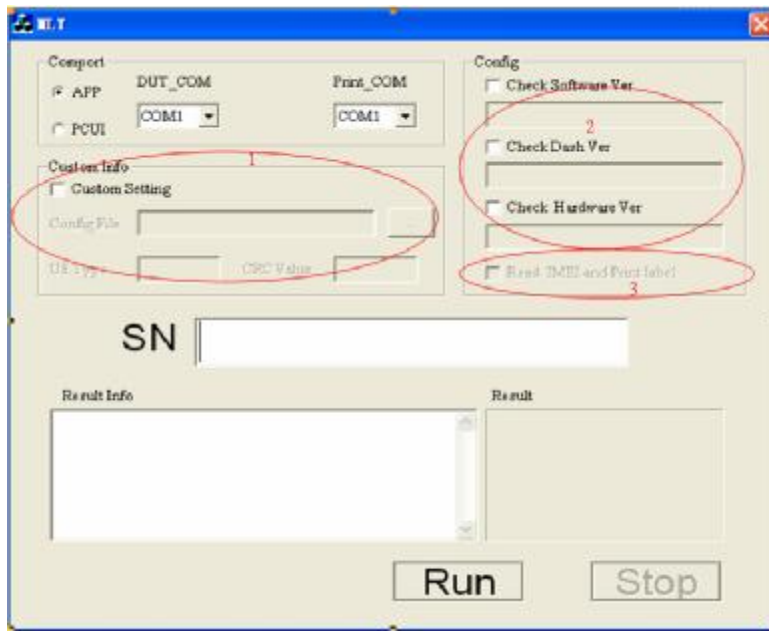 MLT
Comport
APP
DUT_COM
Print_COM
PCUI
COM1
COM1
Config
Check Software Ver
2
Check Dash Ver
Check Hardware Ver
Read IMEI and Print label
3
Custom Info
1
Custom Setting
Config File
CRC Value
SN
Result Info
Result
Run
Stop